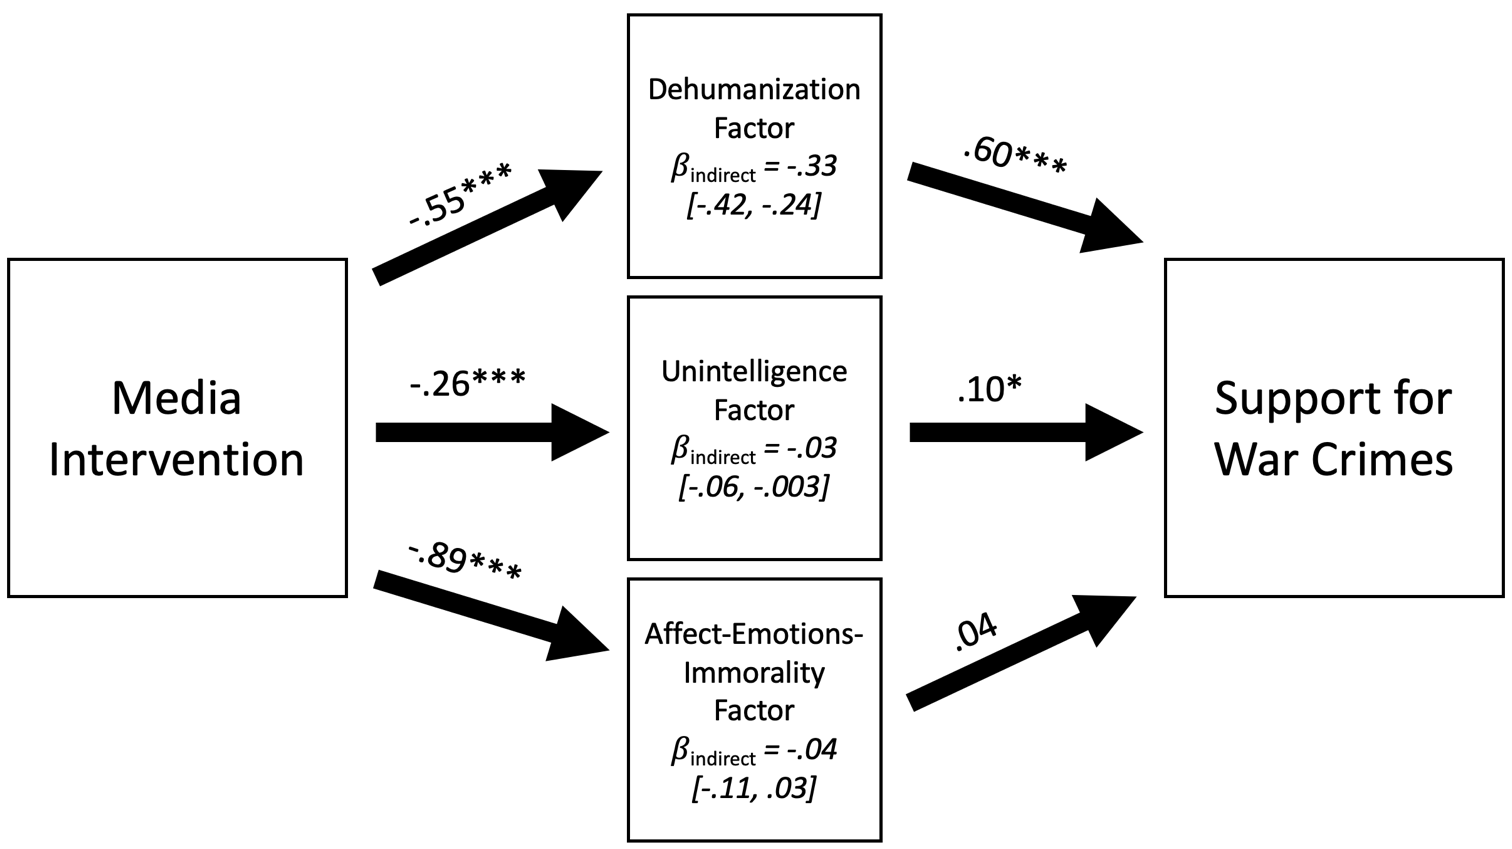 Media
Intervention
-.55***
-.26***
-.89***
Dehumanization
Factor
βindirect = -.33
[-.42, -.24]
Unintelligence
Factor
βindirect = -.03
[-.06, -.003]
Affect-Emotions-
Immorality
Factor
βindirect = -.04
[-.11, .03]
.60***
.10*
.04
Support for
War Crimes